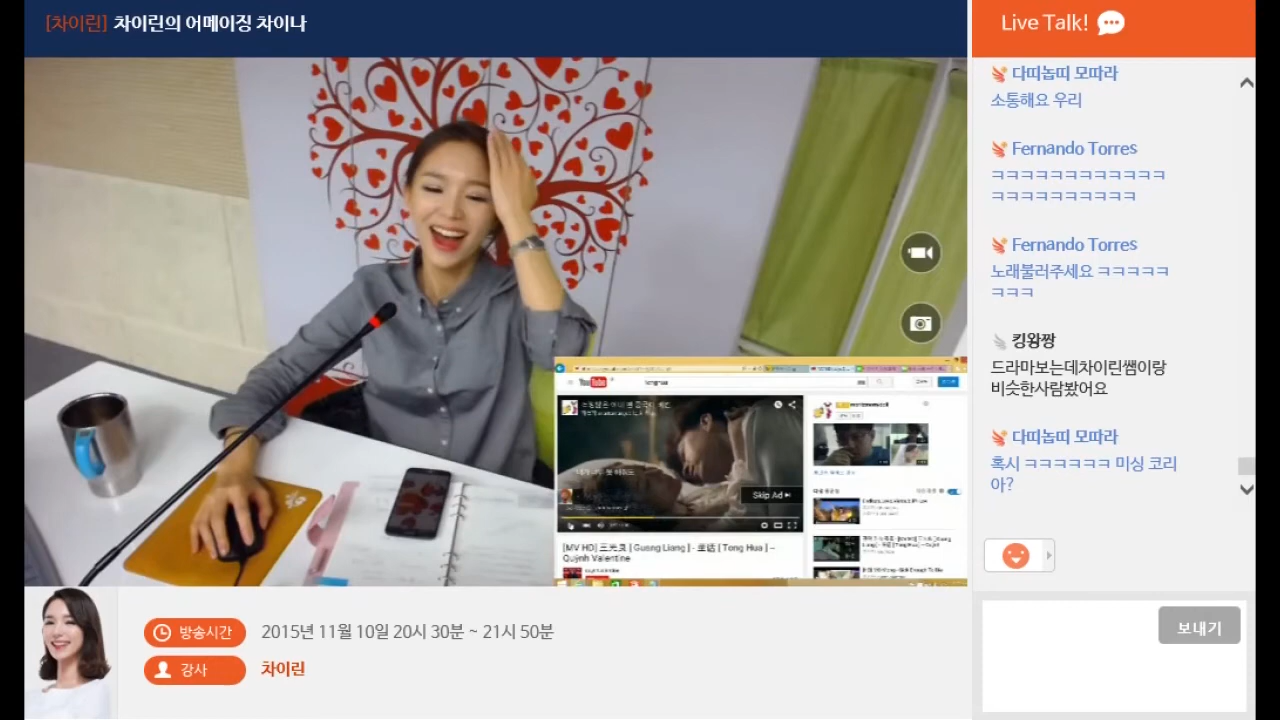 [차이린] 차이린의 어메이징 차이나
Live Talk!
다띠놉띠 모따라
소통해요 우리
Fernando Torres
ㅋㅋㅋㅋㅋㅋㅋㅋㅋㅋㅋㅋ
ㅋㅋㅋㅋㅋㅋㅋㅋㅋㅋ
Fernando Torres
노래불러주세요 ㅋㅋㅋㅋㅋ
ㅋㅋㅋ
킹왕짱
드라마보는데차이린쌤이랑
비슷한사람봤어요
다띠놉띠 모따라
혹시 ㅋㅋㅋㅋㅋㅋ 미싱 코리
아?
보내기
YouTube
Skip Ad
[MV HD] 王光良 [ Guang Liang ] - 童话 [ Tong Hua ] –
Quỳnh Valentine
방송시간 2015년 11월 10일 20시 30분 ~ 21시 50분
강사 차이린